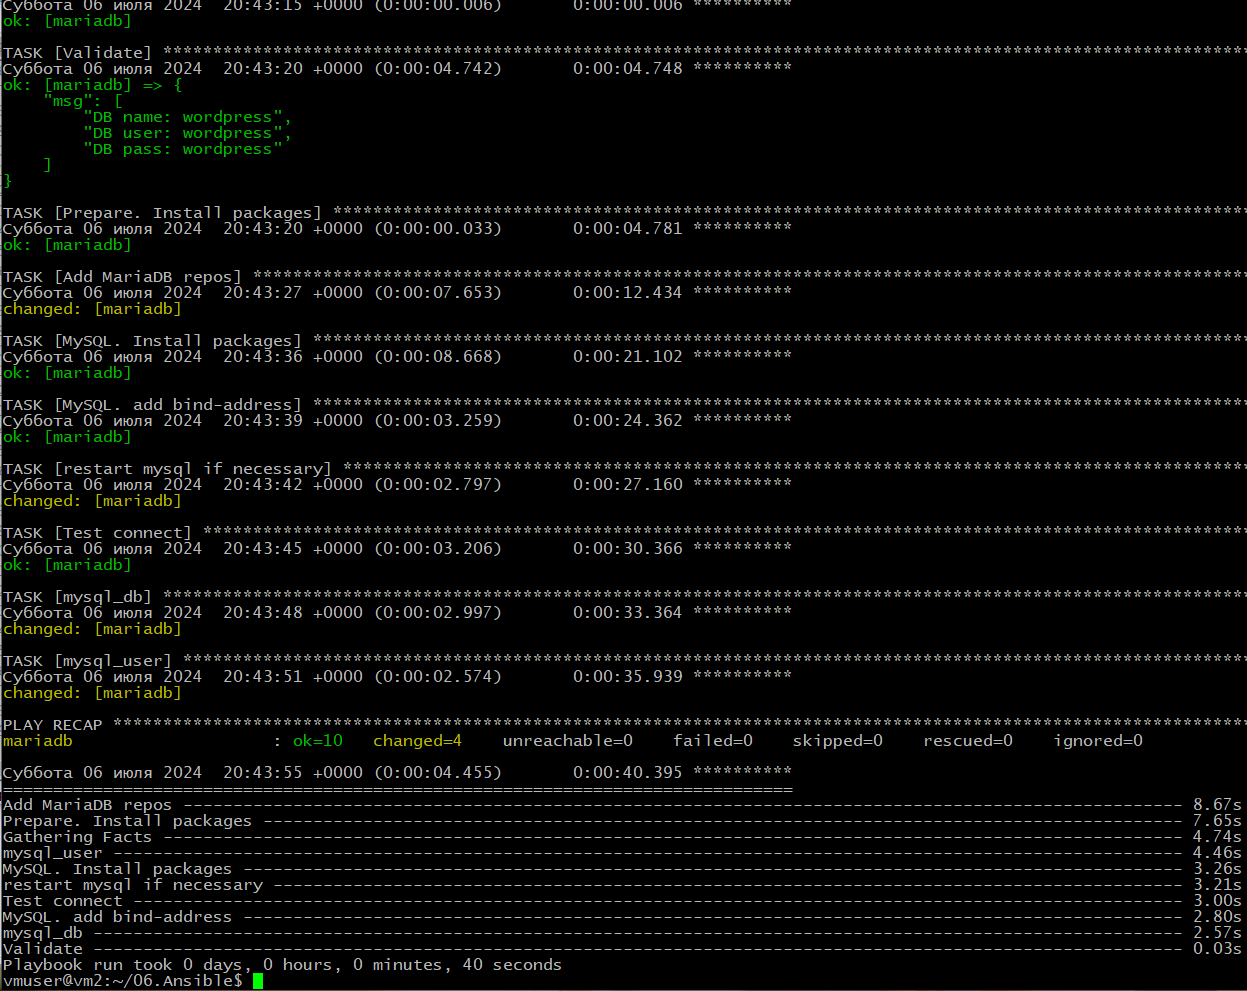 Суббота 06 июля 2024  20:43:15 +0000 (0:00:00.006)       0:00:00.006 **********
ok: [mariadb]
TASK [Validate] *************************************************************************************************************
Суббота 06 июля 2024  20:43:20 +0000 (0:00:04.742)       0:00:04.748 **********
ok: [mariadb] => {
    "msg": [
        "DB name: wordpress",
        "DB user: wordpress",
        "DB pass: wordpress"
    ]
}
TASK [Prepare. Install packages] ********************************************************************************************
Суббота 06 июля 2024  20:43:20 +0000 (0:00:00.033)       0:00:04.781 **********
ok: [mariadb]
TASK [Add MariaDB repos] ****************************************************************************************************
Суббота 06 июля 2024  20:43:27 +0000 (0:00:07.653)       0:00:12.434 **********
changed: [mariadb]
TASK [MySQL. Install packages] **********************************************************************************************
Суббота 06 июля 2024  20:43:36 +0000 (0:00:08.668)       0:00:21.102 **********
ok: [mariadb]
TASK [MySQL. add bind-address] **********************************************************************************************
Суббота 06 июля 2024  20:43:39 +0000 (0:00:03.259)       0:00:24.362 **********
ok: [mariadb]
TASK [restart mysql if necessary] *******************************************************************************************
Суббота 06 июля 2024  20:43:42 +0000 (0:00:02.797)       0:00:27.160 **********
changed: [mariadb]
TASK [Test connect] *********************************************************************************************************
Суббота 06 июля 2024  20:43:45 +0000 (0:00:03.206)       0:00:30.366 **********
ok: [mariadb]
TASK [mysql_db] *************************************************************************************************************
Суббота 06 июля 2024  20:43:48 +0000 (0:00:02.997)       0:00:33.364 **********
changed: [mariadb]
TASK [mysql_user] ***********************************************************************************************************
Суббота 06 июля 2024  20:43:51 +0000 (0:00:02.574)       0:00:35.939 **********
changed: [mariadb]
PLAY RECAP ******************************************************************************************************************
mariadb                    : ok=10   changed=4    unreachable=0    failed=0    skipped=0    rescued=0    ignored=0
Суббота 06 июля 2024  20:43:55 +0000 (0:00:04.455)       0:00:40.395 **********
===============================================================================
Add MariaDB repos ---------------------------------------------------------------------------------------------------- 8.67s
Prepare. Install packages -------------------------------------------------------------------------------------------- 7.65s
Gathering Facts ------------------------------------------------------------------------------------------------------ 4.74s
mysql_user ----------------------------------------------------------------------------------------------------------- 4.46s
MySQL. Install packages ---------------------------------------------------------------------------------------------- 3.26s
restart mysql if necessary ------------------------------------------------------------------------------------------- 3.21s
Test connect --------------------------------------------------------------------------------------------------------- 3.00s
MySQL. add bind-address ---------------------------------------------------------------------------------------------- 2.80s
mysql_db ------------------------------------------------------------------------------------------------------------- 2.57s
Validate ------------------------------------------------------------------------------------------------------------- 0.03s
Playbook run took 0 days, 0 hours, 0 minutes, 40 seconds
vmuser@vm2:~/06.Ansible$